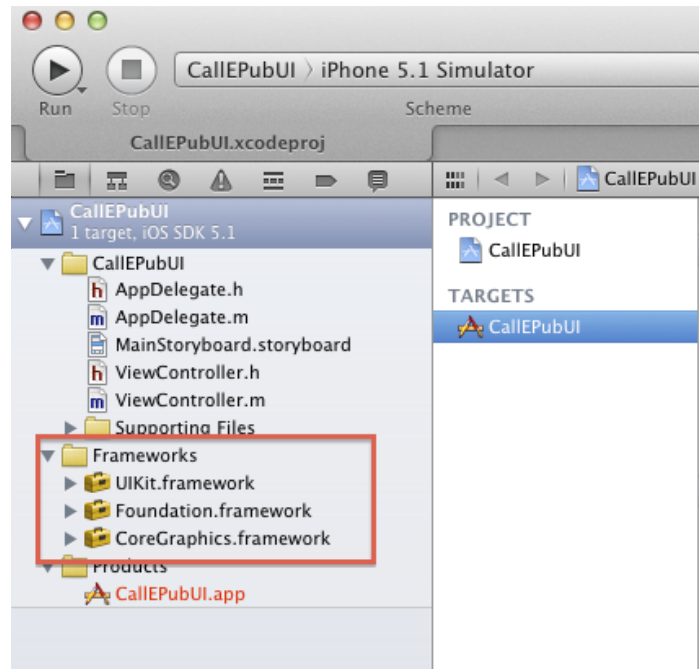 CallEPubUI > iPhone 5.1 Simulator
Run
Stop
Scheme
CallEPubUI.xcodeproj
CallEPubUI
CallEPubUI
1 target, iOS SDK 5.1
CallEPubUI
AppDelegate.h
AppDelegate.m
MainStoryboard.storyboard
ViewController.h
ViewController.m
Supporting Files
Frameworks
UIKit.framework
Foundation.framework
CoreGraphics.framework
Products
CallEPubUI.app
PROJECT
CallEPubUI
TARGETS
CallEPubUI